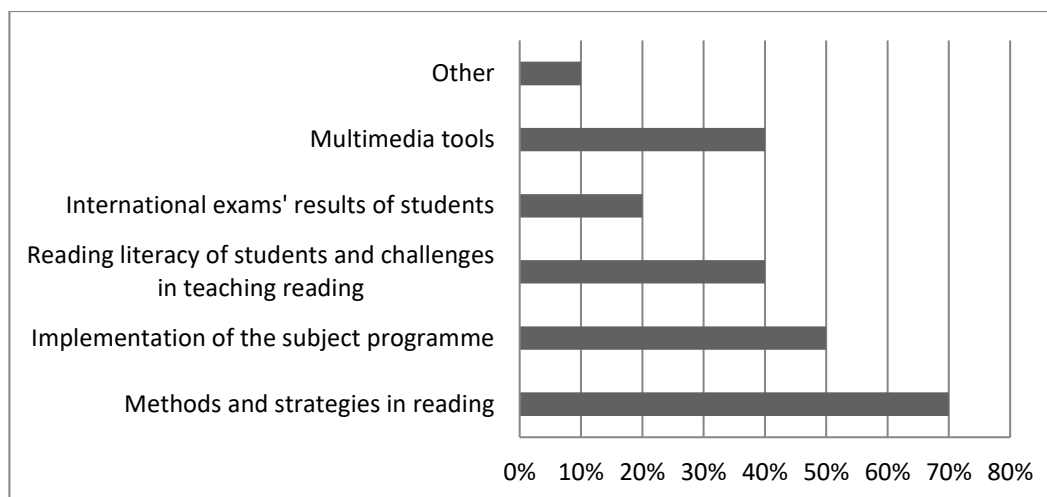 Other
Multimedia tools
International exams' results of students
Reading literacy of students and challenges
in teaching reading
Implementation of the subject programme
Methods and strategies in reading
0% 10% 20% 30% 40% 50% 60% 70% 80%